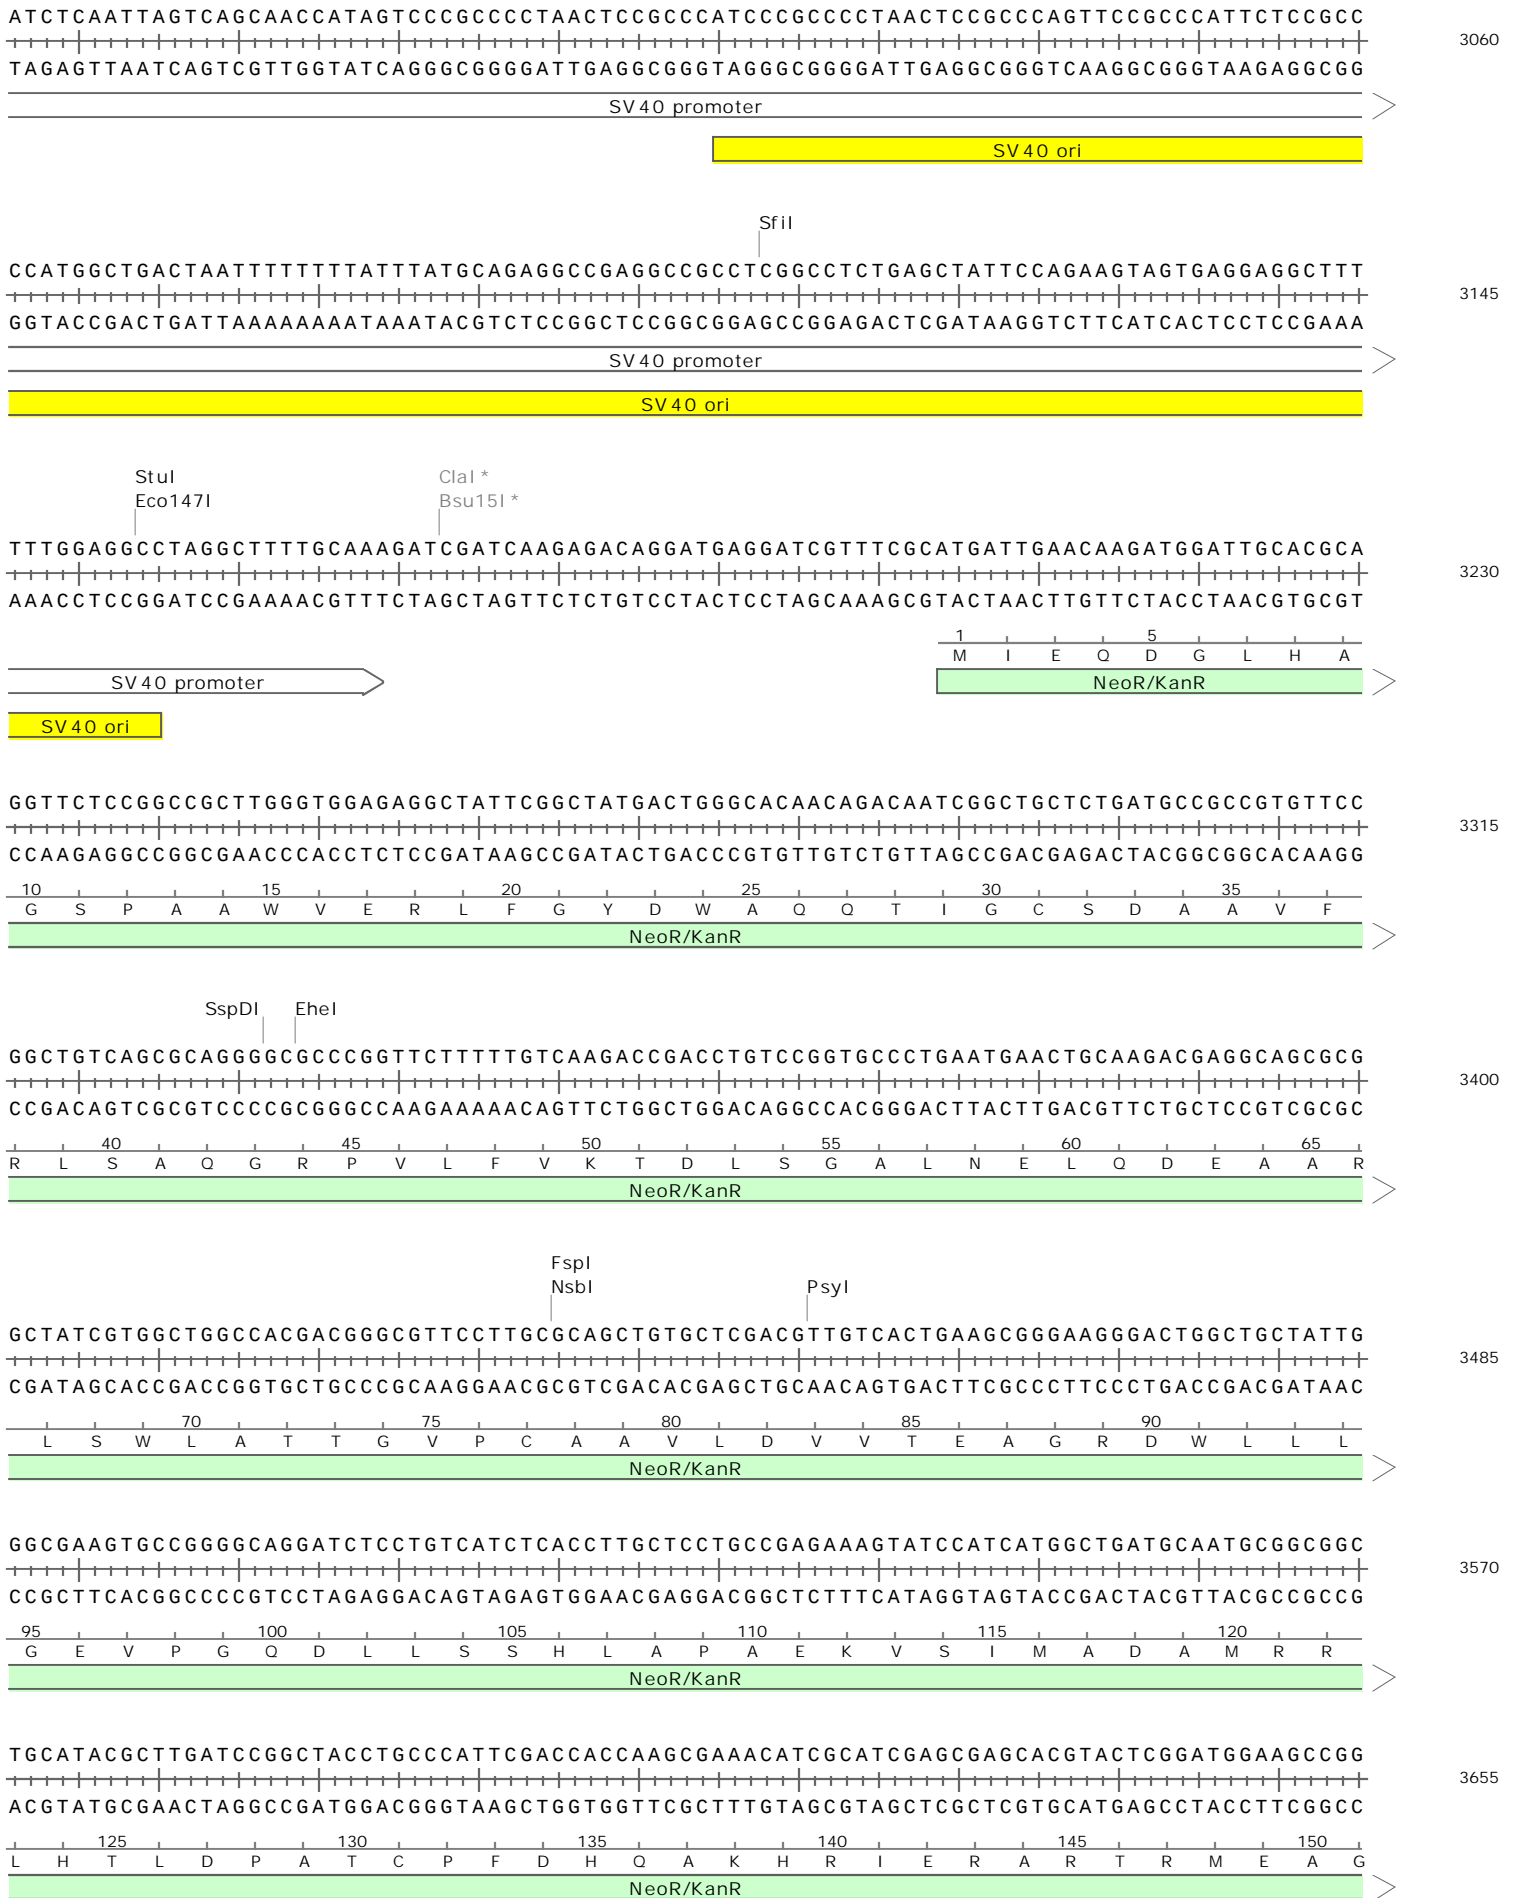 ATCTCAATTAGTCAGCAACCATAGTCCCGCCCCTAACTCCGCCCATCCCGCCCCTAACTCCGCCCAGTTCCGCCCATTCTCCGCC
3060
TAGAGTTAATCAGTCGTTGGTATCAGGGCGGGGATTGAGGCGGGTAGGGCGGGGATTGAGGCGGGTCAAGGCGGGTAAGAGGCGG
SV40 promoter
SV40 ori
SfiI
CCATGGCTGACTAATTTTTTTTATTTATGCAGAGGCCGAGGCCGCCTCGGCCTCTGAGCTATTCCAGAAGTAGTGAGGAGGCTTT
3145
GGTACCGACTGATTAAAAAAAATAAATACGTCTCCGGCTCCGGCGGAGCCGGAGACTCGATAAGGTCTTCATCACTCCTCCGAAA
SV40 promoter
SV40 ori
StuI ClaI *
Eco147I Bsu15I *
TTTGGAGGCCTAGGCTTTTGCAAAGATCGATCAAGAGACAGGATGAGGATCGTTTCGCATGATTGAACAAGATGGATTGCACGCA
3230
AAACCTCCGGATCCGAAAACGTTTCTAGCTAGTTCTCTGTCCTACTCCTAGCAAAGCGTACTAACTTGTTCTACCTAACGTGCGT
1 5
M I E Q D G L H A
SV40 promoter NeoR/KanR
SV40 ori
GGTTCTCCGGCCGCTTGGGTGGAGAGGCTATTCGGCTATGACTGGGCACAACAGACAATCGGCTGCTCTGATGCCGCCGTGTTCC
3315
CCAAGAGGCCGGCGAACCCACCTCTCCGATAAGCCGATACTGACCCGTGTTGTCTGTTAGCCGACGAGACTACGGCGGCACAAGG
10 15 20 25 30 35
G S P A A W V E R L F G Y D W A Q Q T I G C S D A A V F
NeoR/KanR
SspDI EheI
GGCTGTCAGCGCAGGGGCGCCCGGTTCTTTTTGTCAAGACCGACCTGTCCGGTGCCCTGAATGAACTGCAAGACGAGGCAGCGCG
3400
CCGACAGTCGCGTCCCCGCGGGCCAAGAAAAACAGTTCTGGCTGGACAGGCCACGGGACTTACTTGACGTTCTGCTCCGTCGCGC
40 45 50 55 60 65
R L S A Q G R P V L F V K T D L S G A L N E L Q D E A A R
NeoR/KanR
FspI
NsbI PsyI
GCTATCGTGGCTGGCCACGACGGGCGTTCCTTGCGCAGCTGTGCTCGACGTTGTCACTGAAGCGGGAAGGGACTGGCTGCTATTG
3485
CGATAGCACCGACCGGTGCTGCCCGCAAGGAACGCGTCGACACGAGCTGCAACAGTGACTTCGCCCTTCCCTGACCGACGATAAC
70 75 80 85 90
L S W L A T T G V P C A A V L D V V T E A G R D W L L L
NeoR/KanR
GGCGAAGTGCCGGGGCAGGATCTCCTGTCATCTCACCTTGCTCCTGCCGAGAAAGTATCCATCATGGCTGATGCAATGCGGCGGC
3570
CCGCTTCACGGCCCCGTCCTAGAGGACAGTAGAGTGGAACGAGGACGGCTCTTTCATAGGTAGTACCGACTACGTTACGCCGCCG
95 100 105 110 115 120
G E V P G Q D L L S S H L A P A E K V S I M A D A M R R
NeoR/KanR
TGCATACGCTTGATCCGGCTACCTGCCCATTCGACCACCAAGCGAAACATCGCATCGAGCGAGCACGTACTCGGATGGAAGCCGG
3655
ACGTATGCGAACTAGGCCGATGGACGGGTAAGCTGGTGGTTCGCTTTGTAGCGTAGCTCGCTCGTGCATGAGCCTACCTTCGGCC
125 130 135 140 145 150
L H T L D P A T C P F D H Q A K H R I E R A R T R M E A G
NeoR/KanR